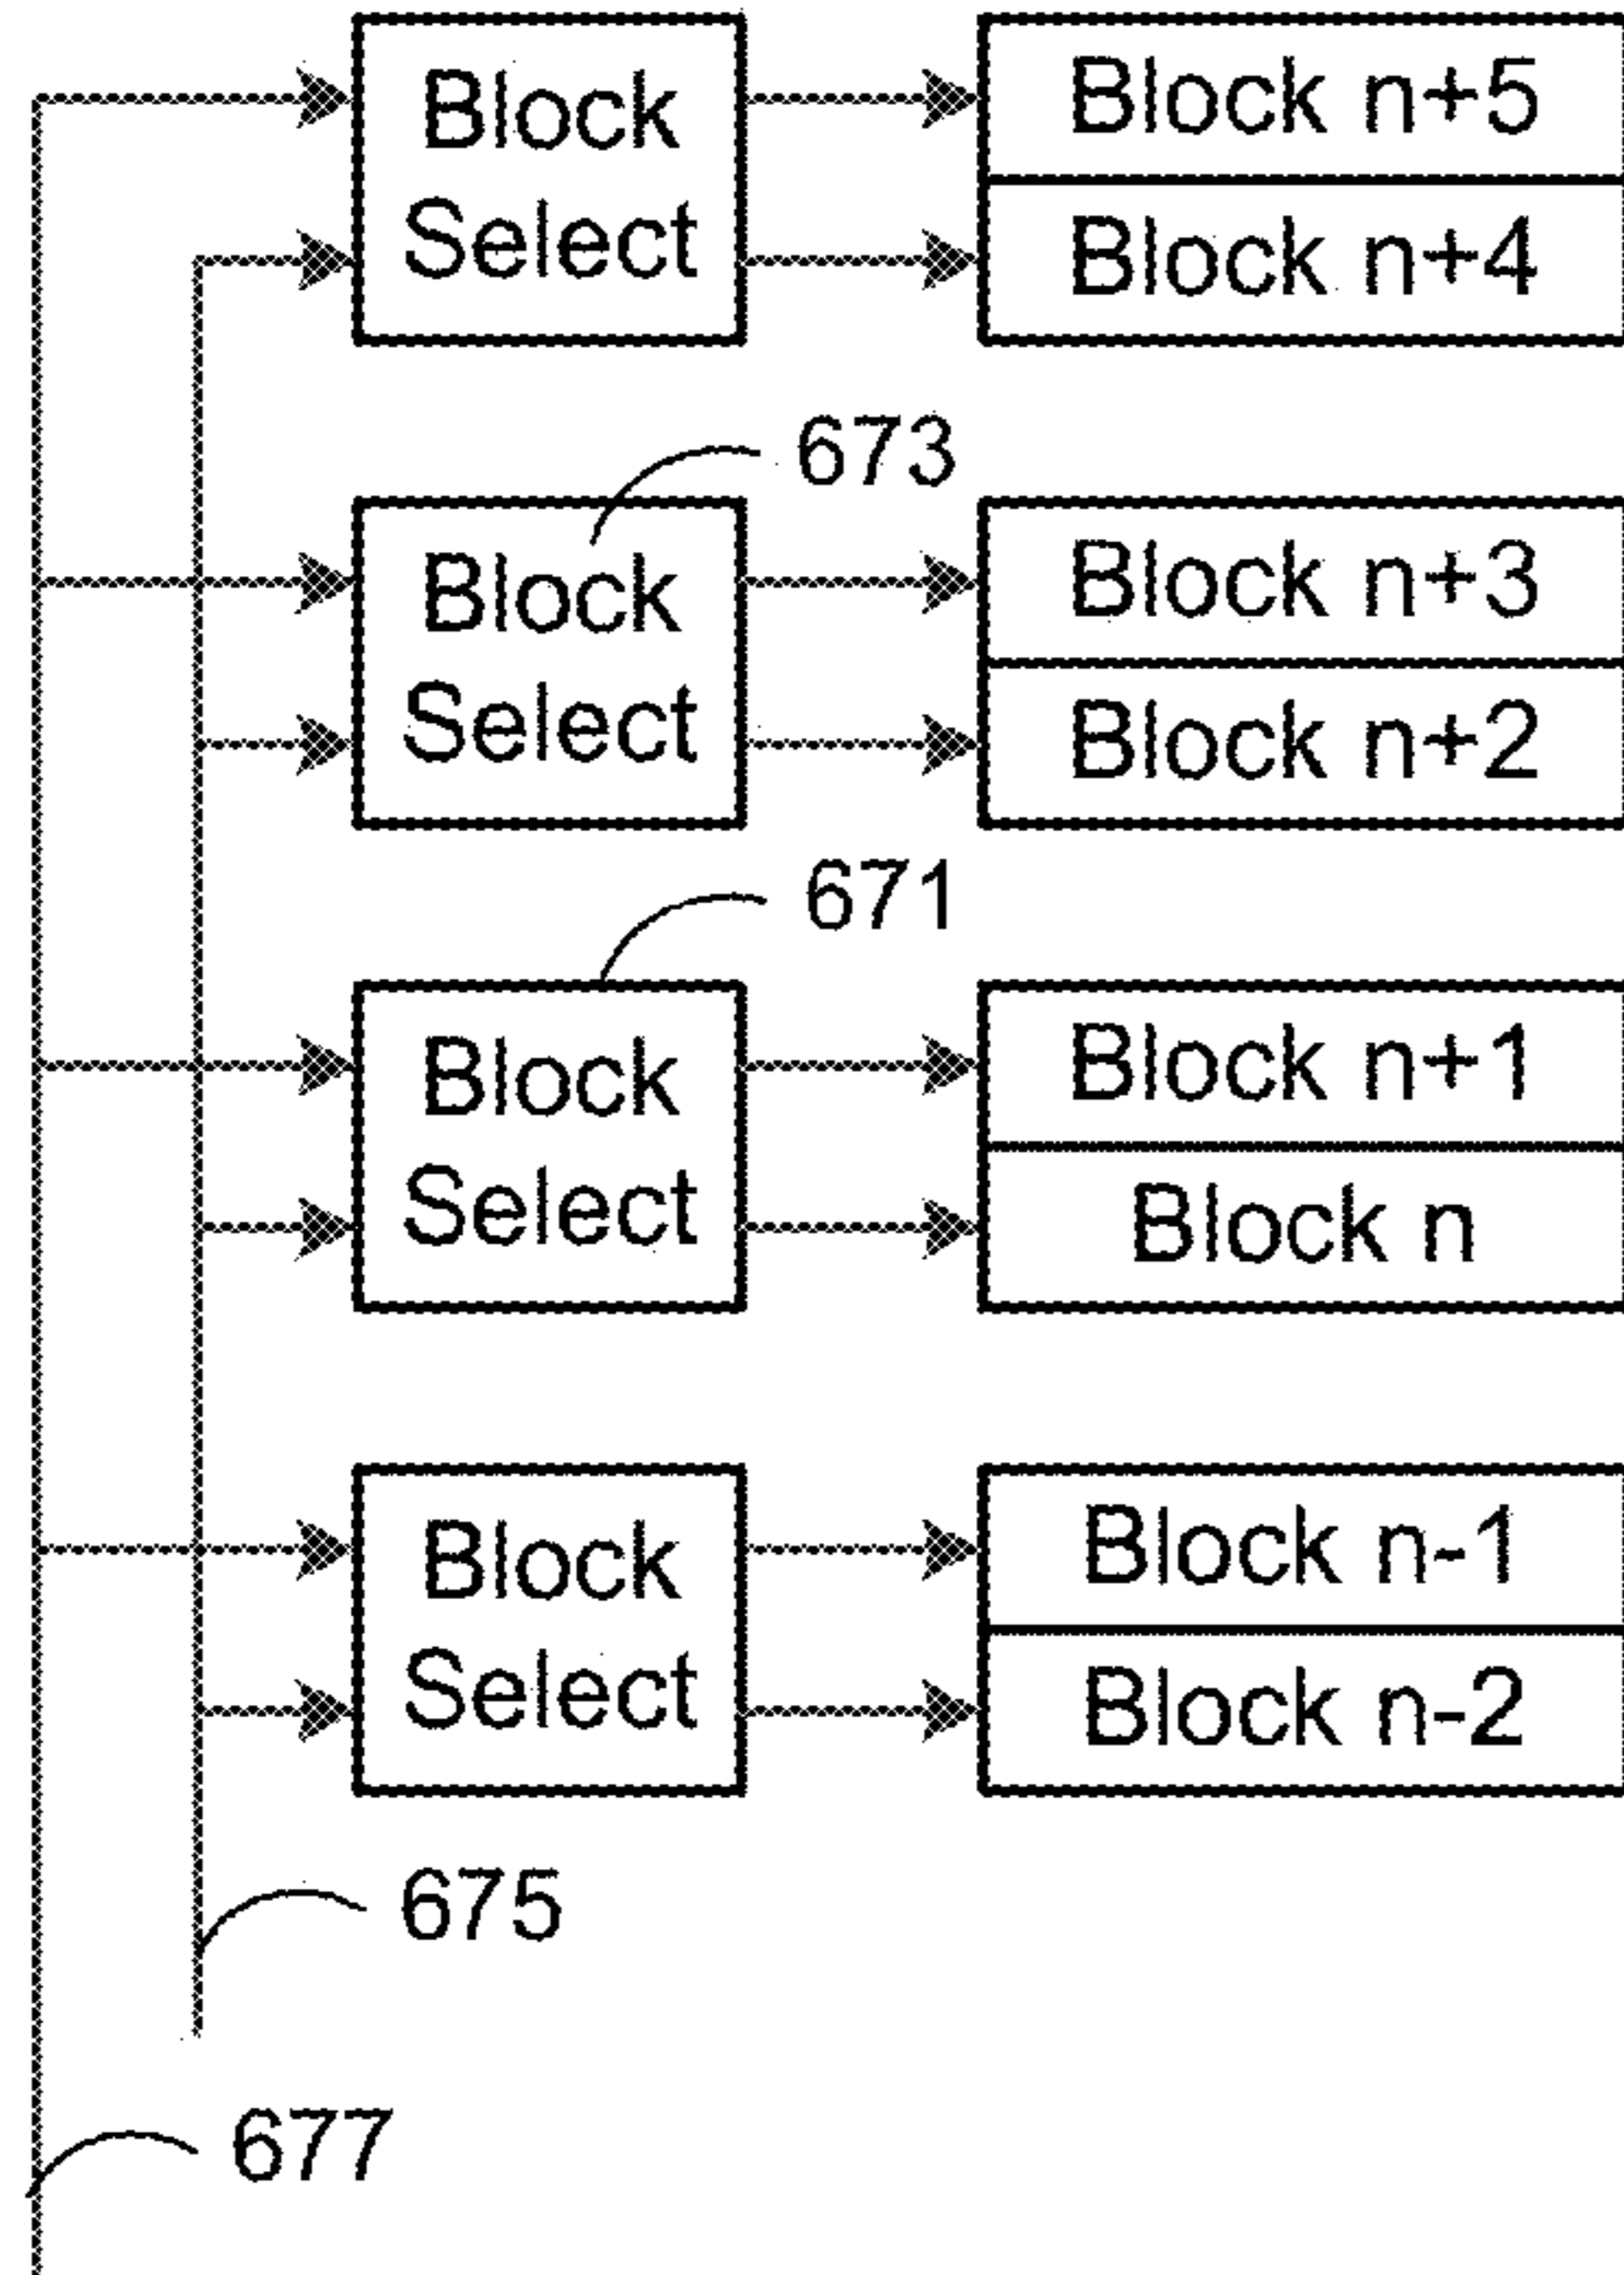 Block
Select
Block n+5
Block n+4
673
Block
Select
Block n+3
Block n+2
671
Block
Select
Block n+1
Block n
Block
Select
Block n-1
Block n-2
675
677